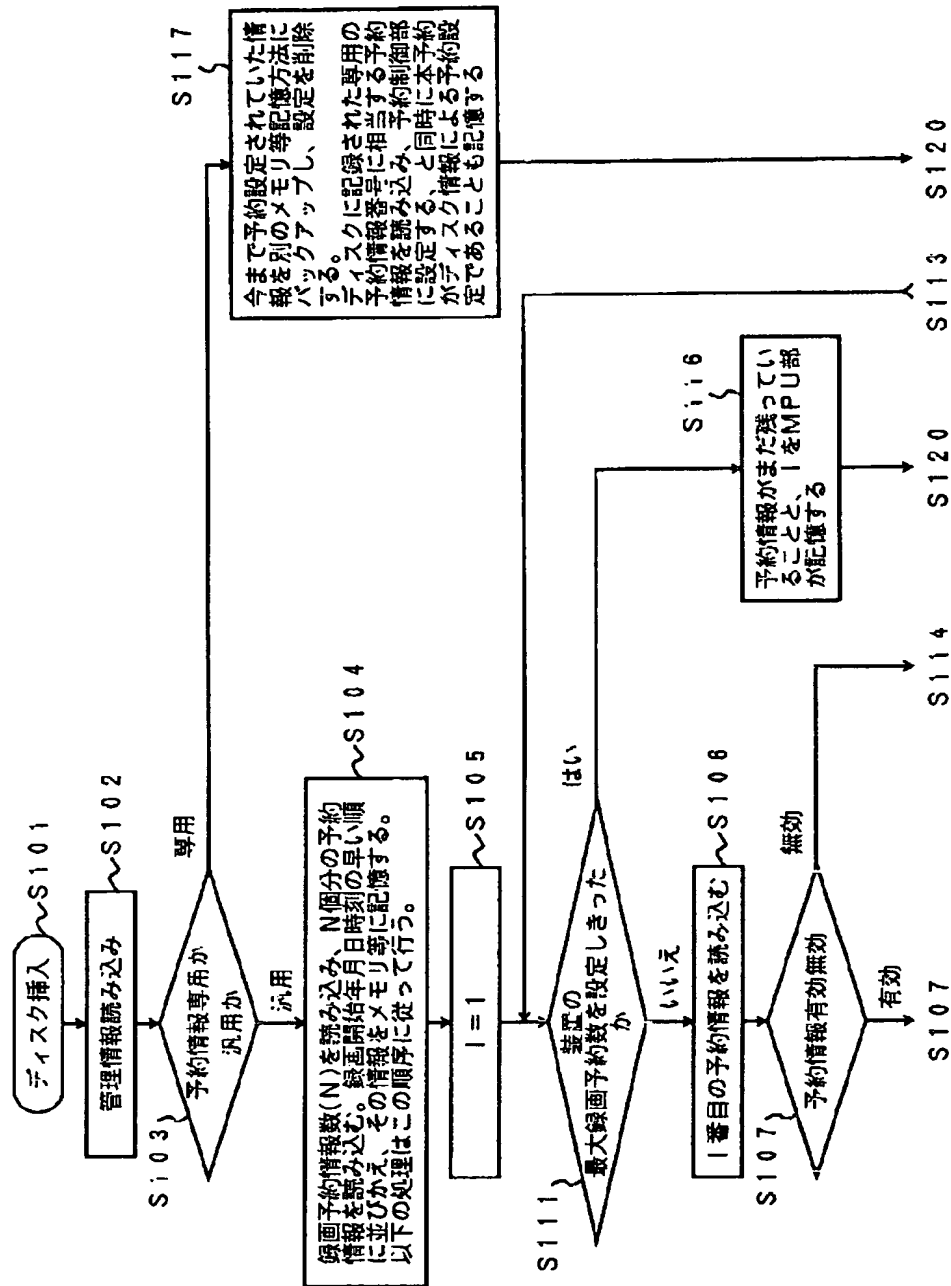 ディスク挿入
S101
管理情報読み込み
S102
予約情報専用か
汎用か
Si03
専用
汎用
録画予約情報数(N)を読み込み、N個分の予約
情報を読み込む。録画開始年月日時刻の早い順
に並びかえ、その情報をメモリ等に記憶する。
以下の処理はこの順序に従って行う。
S104
I=1
S105
装置の
最大録画予約数を設定しきった
か
S111
はい
いいえ
I番目の予約情報を読み込む
S106
予約情報有効無効
S107
無効
有効
S107
S114
予約情報がまだ残ってい
ることと、IをMPU部
が記憶する
Sii6
S120
S113
今まで予約設定されていた情
報を別のメモリ等記憶方法に
バックアップし、設定を削除
する。
ディスクに記録された専用の
予約情報番号に相当する予約
情報を読み込み、予約制御部
に設定する、と同時に本予約
がディスク情報による予約設
定であることも記憶する
S117
S120